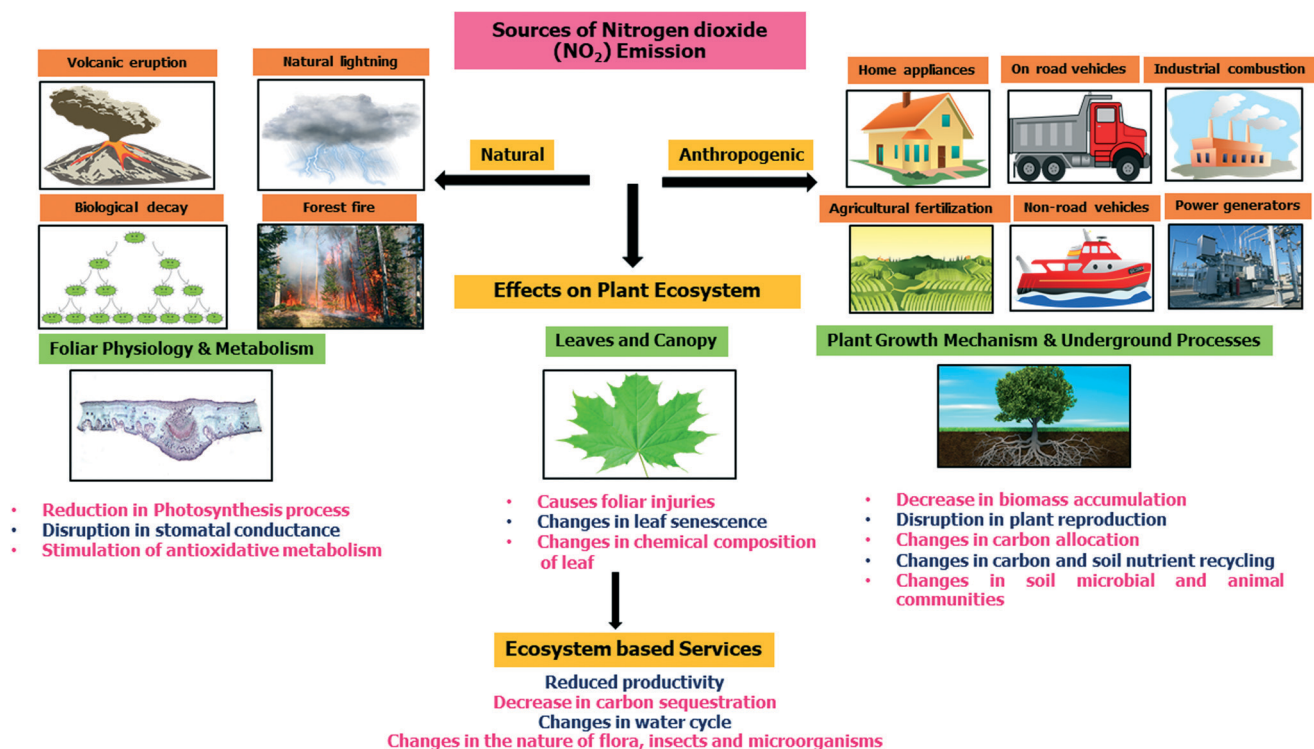 Sources of Nitrogen dioxide
(NO₂) Emission
Volcanic eruption
Natural lightning
Home appliances
On road vehicles
Industrial combustion
Natural
Anthropogenic
Biological decay
Forest fire
Agricultural fertilization
Non-road vehicles
Power generators
Effects on Plant Ecosystem
Foliar Physiology & Metabolism
Leaves and Canopy
Plant Growth Mechanism & Underground Processes
• Reduction in Photosynthesis process
• Disruption in stomatal conductance
• Stimulation of antioxidative metabolism
• Causes foliar injuries
• Changes in leaf senescence
• Changes in chemical composition
of leaf
• Decrease in biomass accumulation
• Disruption in plant reproduction
• Changes in carbon allocation
• Changes in carbon and soil nutrient recycling
• Changes in soil microbial and animal
communities
Ecosystem based Services
Reduced productivity
Decrease in carbon sequestration
Changes in water cycle
Changes in the nature of flora, insects and microorganisms